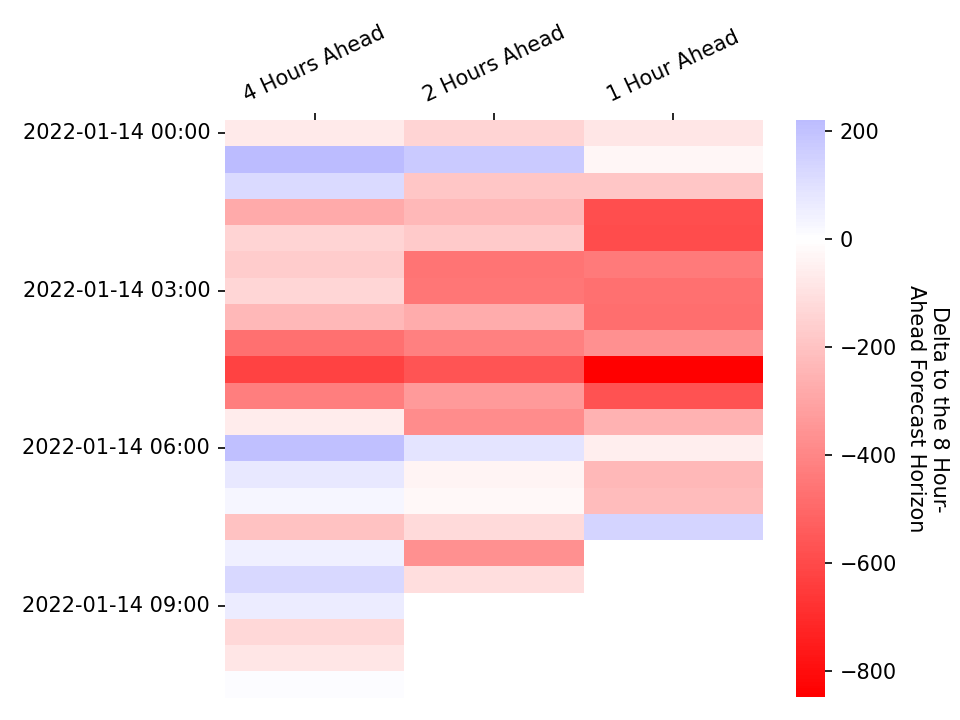 4 Hours Ahead
2 Hours Ahead
1 Hour Ahead
2022-01-14 00:00
2022-01-14 03:00
2022-01-14 06:00
2022-01-14 09:00
200
0
−200
−400
−600
−800
Delta to the 8 Hour-
Ahead Forecast Horizon